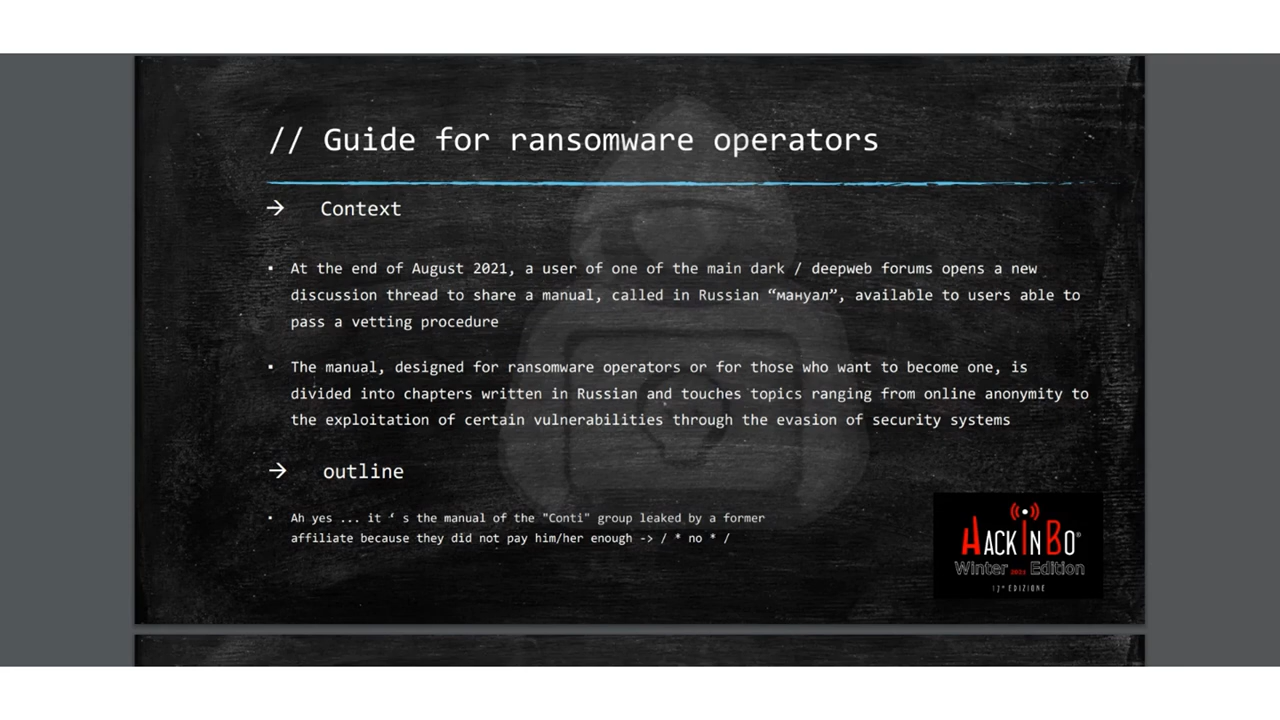 // Guide for ransomware operators
→ Context
▪ At the end of August 2021, a user of one of the main dark / deepweb forums opens a new
discussion thread to share a manual, called in Russian “мануал”, available to users able to
pass a vetting procedure
▪ The manual, designed for ransomware operators or for those who want to become one, is
divided into chapters written in Russian and touches topics ranging from online anonymity to
the exploitation of certain vulnerabilities through the evasion of security systems
→ outline
▪ Ah yes ... it ‘ s the manual of the "Conti" group leaked by a former
affiliate because they did not pay him/her enough -> / * no * /
HACKINBO®
Winter Edition
17ª EDIZIONE